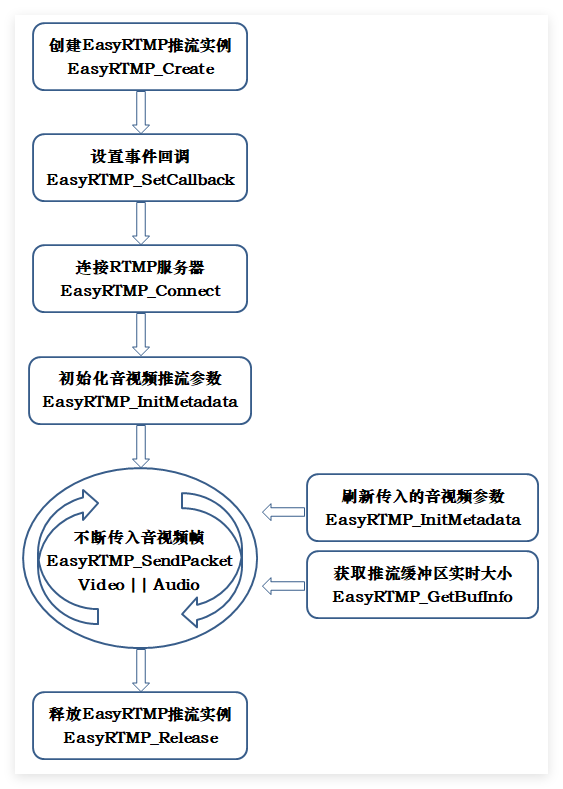 创建EasyRTMP推流实例
EasyRTMP_Create
设置事件回调
EasyRTMP_SetCallback
连接RTMP服务器
EasyRTMP_Connect
初始化音视频推流参数
EasyRTMP_InitMetadata
不断传入音视频帧
EasyRTMP_SendPacket
Video || Audio
刷新传入的音视频参数
EasyRTMP_InitMetadata
获取推流缓冲区实时大小
EasyRTMP_GetBufInfo
释放EasyRTMP推流实例
EasyRTMP_Release